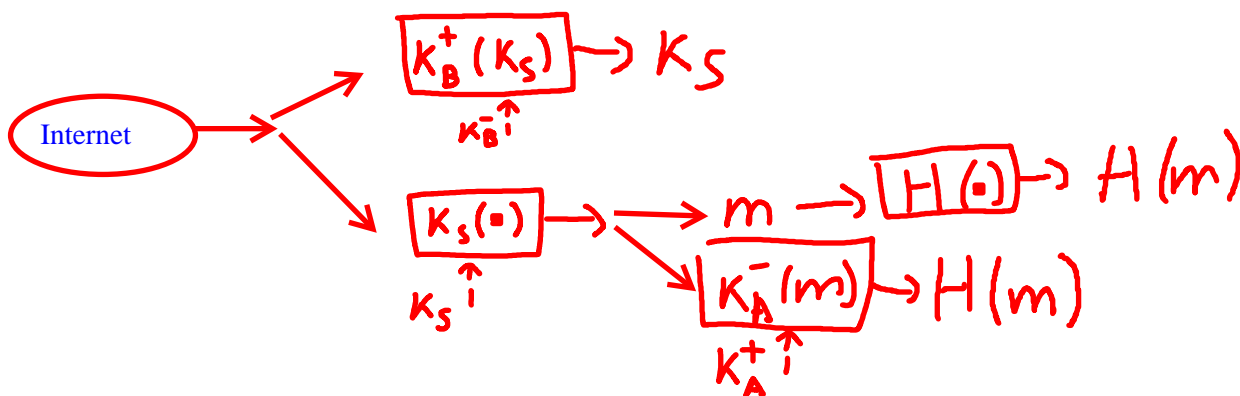 K_B^+(K_S) → K_S
K_B^-
Internet
K_S(▪)
K_S
m → H(▪) → H(m)
K_A^-(m) → H(m)
K_A^+